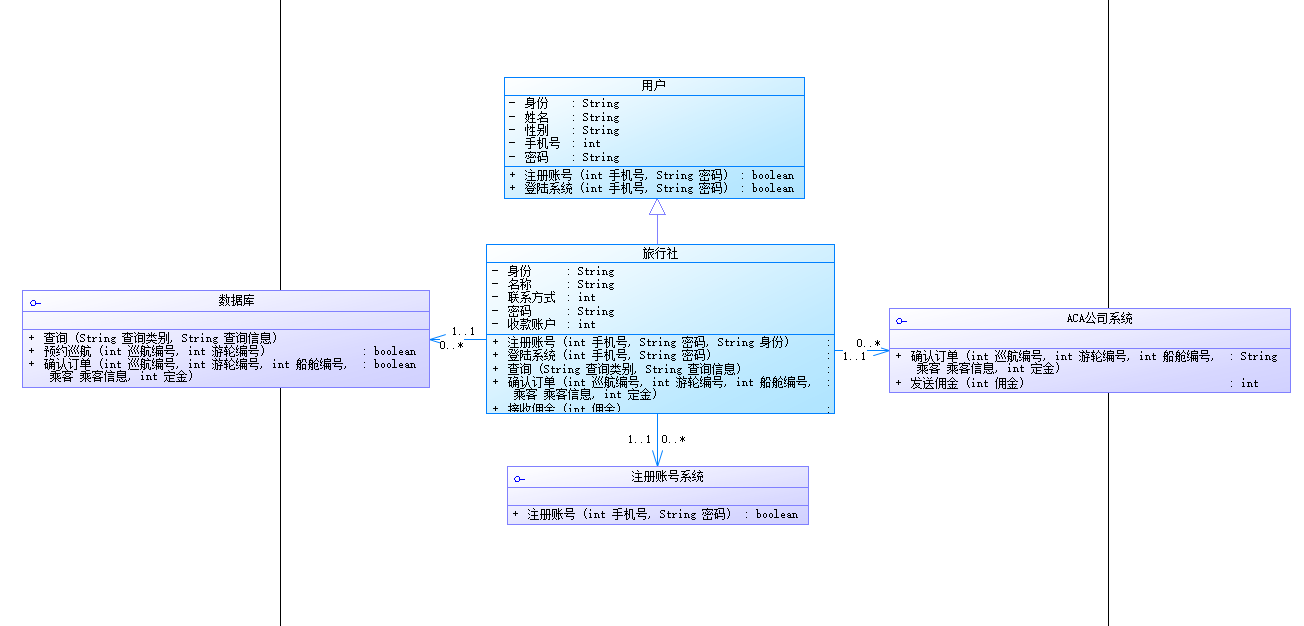 用户
- 身份 : String
- 姓名 : String
- 性别 : String
- 手机号 : int
- 密码 : String
+ 注册账号 (int 手机号, String 密码) : boolean
+ 登陆系统 (int 手机号, String 密码) : boolean
旅行社
- 身份 : String
- 名称 : String
- 联系方式 : int
- 密码 : String
- 收款账户 : int
+ 注册账号 (int 手机号, String 密码, String 身份) :
+ 登陆系统 (int 手机号, String 密码) :
+ 查询 (String 查询类别, String 查询信息) :
+ 确认订单 (int 巡航编号, int 游轮编号, int 船舱编号, :
乘客 乘客信息, int 定金)
+ 接收佣金 (int 佣金) :
数据库
+ 查询 (String 查询类别, String 查询信息)
+ 预约巡航 (int 巡航编号, int 游轮编号) : boolean
+ 确认订单 (int 巡航编号, int 游轮编号, int 船舱编号, : boolean
乘客 乘客信息, int 定金)
1..1
0..*
ACA公司系统
+ 确认订单 (int 巡航编号, int 游轮编号, int 船舱编号, : String
乘客 乘客信息, int 定金)
+ 发送佣金 (int 佣金) : int
0..*
1..1
1..1 0..*
注册账号系统
+ 注册账号 (int 手机号, String 密码) : boolean